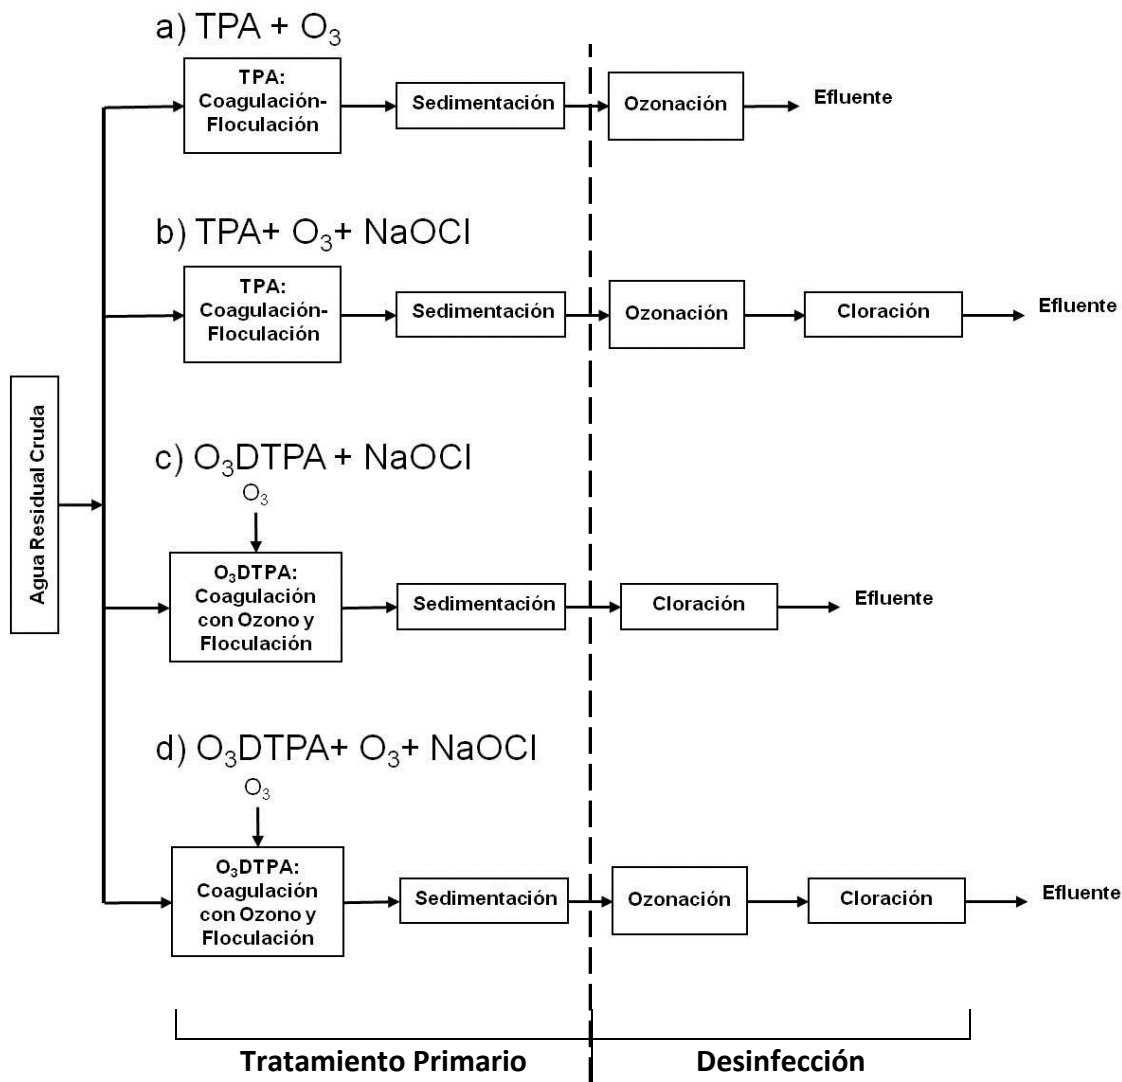 a) TPA + O3
TPA:
Coagulación-
Floculación
Sedimentación
Ozonación
Efluente
b) TPA+ O3+ NaOCl
TPA:
Coagulación-
Floculación
Sedimentación
Ozonación
Cloración
Efluente
Agua Residual Cruda
c) O3DTPA + NaOCl
O3
O3DTPA:
Coagulación
con Ozono y
Floculación
Sedimentación
Cloración
Efluente
d) O3DTPA+ O3+ NaOCl
O3
O3DTPA:
Coagulación
con Ozono y
Floculación
Sedimentación
Ozonación
Cloración
Efluente
Tratamiento Primario
Desinfección